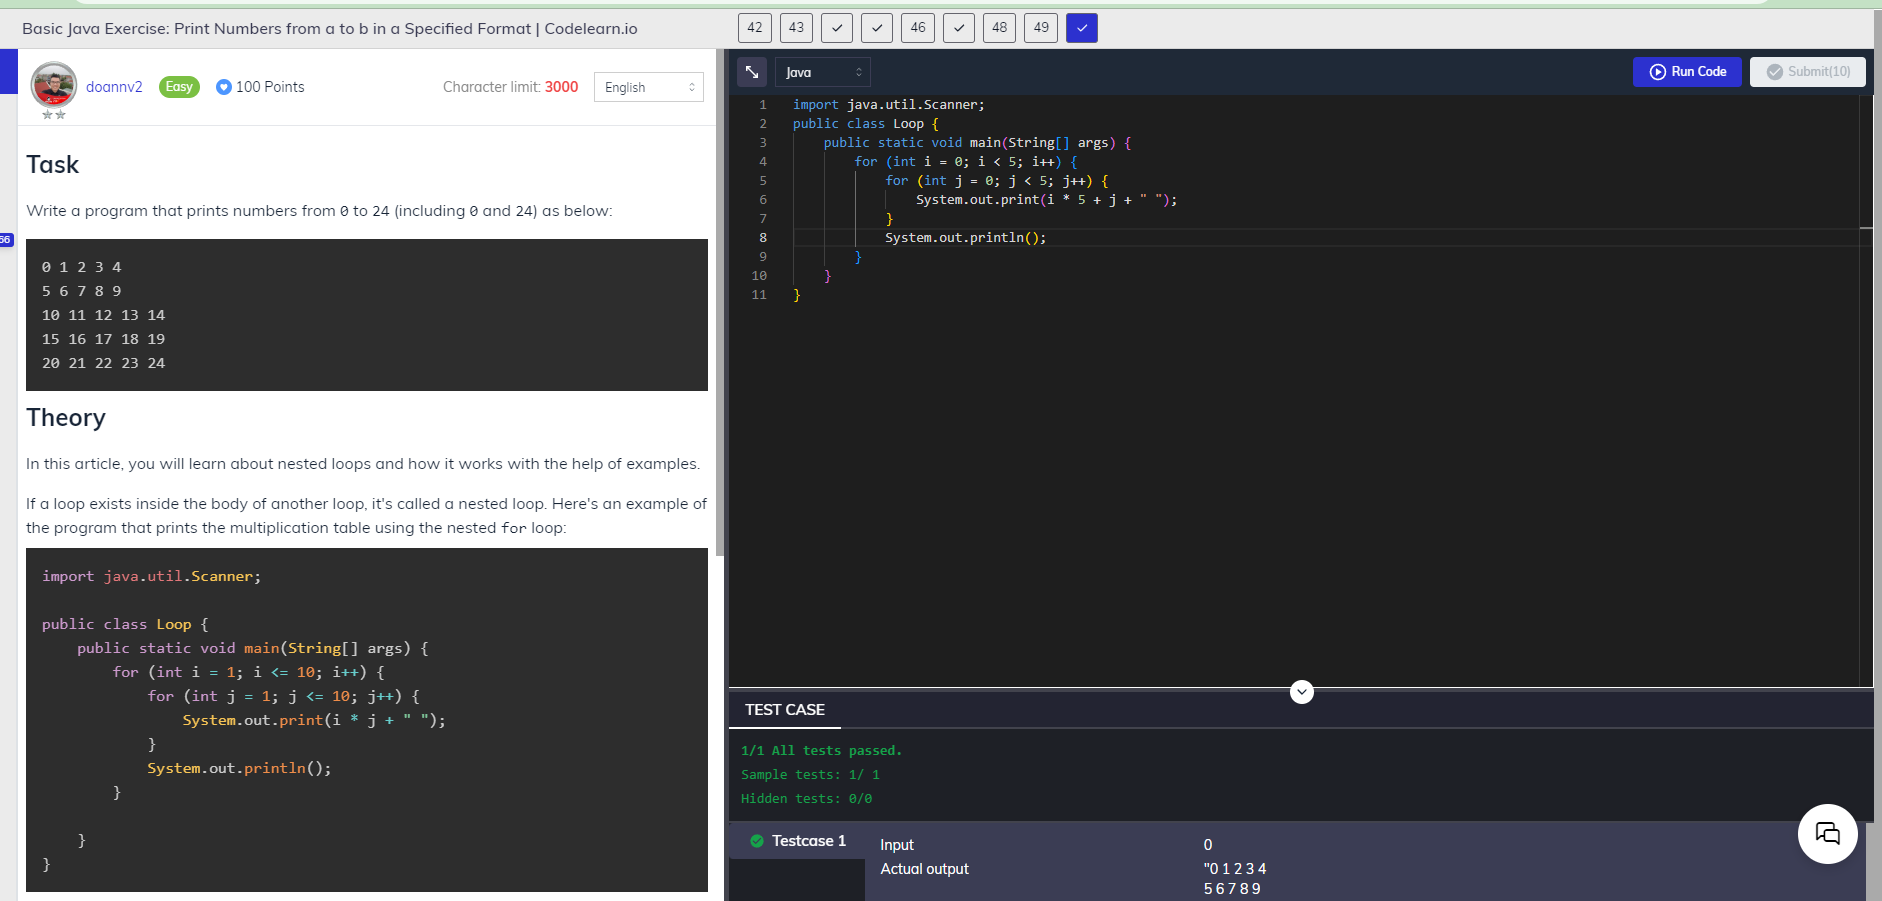 Basic Java Exercise: Print Numbers from a to b in a Specified Format | Codelearn.io
42 43 46 48 49
doannv2 Easy 100 Points Character limit: 3000 English
Task
Write a program that prints numbers from 0 to 24 (including 0 and 24) as below:
56
0 1 2 3 4
5 6 7 8 9
10 11 12 13 14
15 16 17 18 19
20 21 22 23 24
Theory
In this article, you will learn about nested loops and how it works with the help of examples.
If a loop exists inside the body of another loop, it's called a nested loop. Here's an example of
the program that prints the multiplication table using the nested for loop:
import java.util.Scanner;
public class Loop {
public static void main(String[] args) {
for (int i = 1; i <= 10; i++) {
for (int j = 1; j <= 10; j++) {
System.out.print(i * j + " ");
}
System.out.println();
}
}
}
Java Run Code Submit(10)
1 import java.util.Scanner;
2 public class Loop {
3 public static void main(String[] args) {
4 for (int i = 0; i < 5; i++) {
5 for (int j = 0; j < 5; j++) {
6 System.out.print(i * 5 + j + " ");
7 }
8 System.out.println();
9 }
10 }
11 }
TEST CASE
1/1 All tests passed.
Sample tests: 1/ 1
Hidden tests: 0/0
Testcase 1
Input 0
Actual output "0 1 2 3 4
5 6 7 8 9